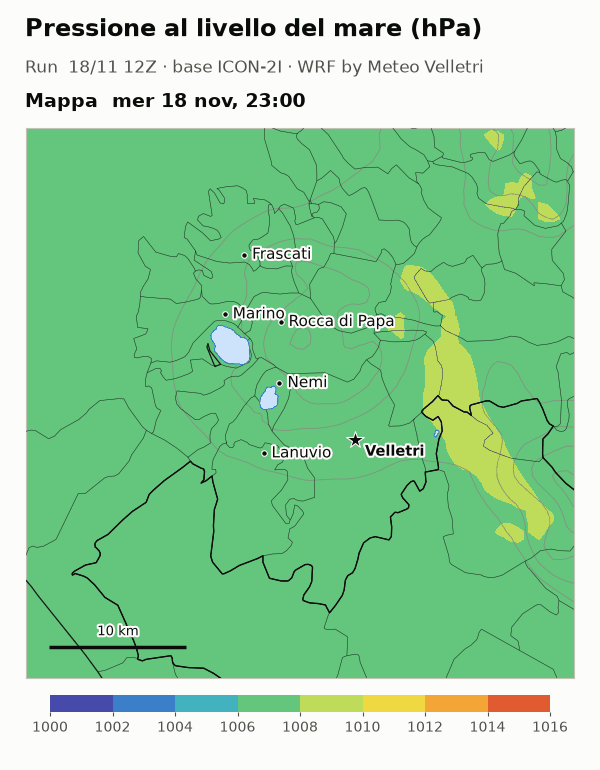 Pressione al livello del mare (hPa)
Run  18/11 12Z · base ICON-2I · WRF by Meteo Velletri
Mappa  mer 18 nov, 23:00
Frascati
Marino
Rocca di Papa
Nemi
Velletri
Lanuvio
10 km
1000 1002 1004 1006 1008 1010 1012 1014 1016